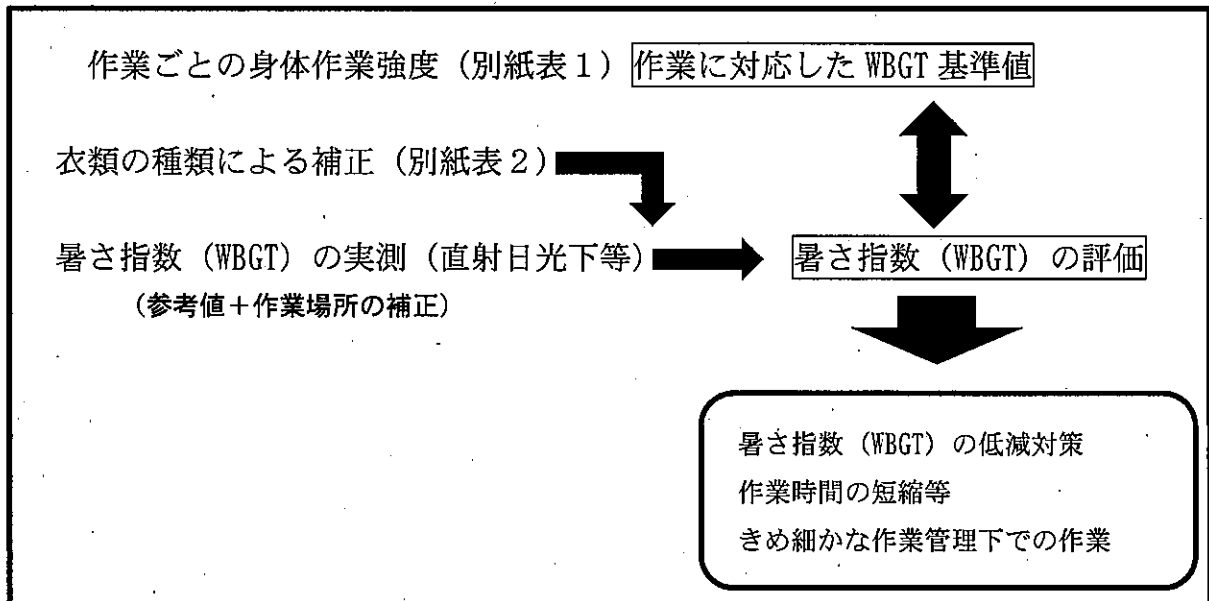 作業ごとの身体作業強度（別紙表１）作業に対応した WBGT 基準値
衣類の種類による補正（別紙表２）
暑さ指数（WBGT）の実測（直射日光下等）
暑さ指数（WBGT）の評価
（参考値＋作業場所の補正）
暑さ指数（WBGT）の低減対策
作業時間の短縮等
きめ細かな作業管理下での作業